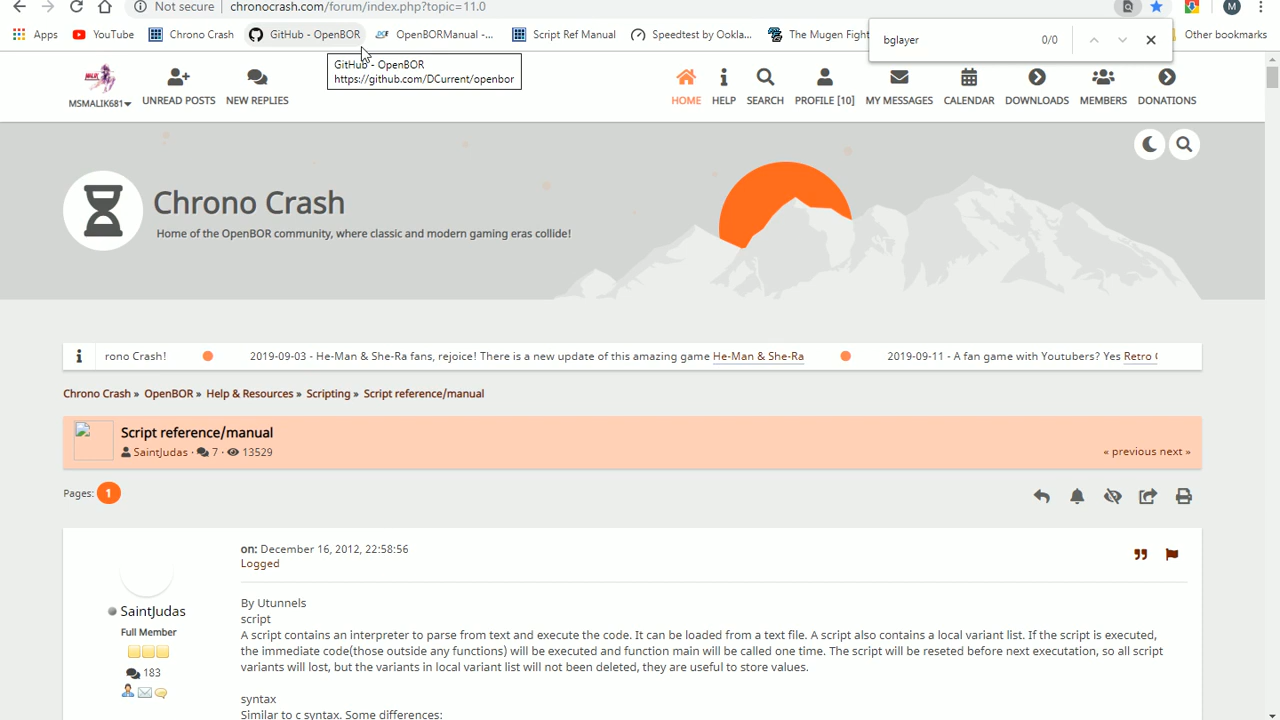 Not secure | chronocrash.com/forum/index.php?topic=11.0
M
Apps YouTube Chrono Crash GitHub - OpenBOR OpenBORManual -... Script Ref Manual Speedtest by Ookla... The Mugen Fight Other bookmarks
bglayer 0/0
GitHub - OpenBOR
https://github.com/DCurrent/openbor
MSMALIK681 UNREAD POSTS NEW REPLIES HOME HELP SEARCH PROFILE [10] MY MESSAGES CALENDAR DOWNLOADS MEMBERS DONATIONS
Chrono Crash
Home of the OpenBOR community, where classic and modern gaming eras collide!
rono Crash! 2019-09-03 - He-Man & She-Ra fans, rejoice! There is a new update of this amazing game He-Man & She-Ra 2019-09-11 - A fan game with Youtubers? Yes Retro
Chrono Crash » OpenBOR » Help & Resources » Scripting » Script reference/manual
Script reference/manual
SaintJudas · 7 · 13529
« previous next »
Pages: 1
on: December 16, 2012, 22:58:56
Logged
SaintJudas
Full Member
183
By Utunnels
script
A script contains an interpreter to parse from text and execute the code. It can be loaded from a text file. A script also contains a local variant list. If the script is executed,
the immediate code(those outside any functions) will be executed and function main will be called one time. The script will be reseted before next executation, so all script
variants will lost, but the variants in local variant list will not been deleted, they are useful to store values.
syntax
Similar to c syntax. Some differences: